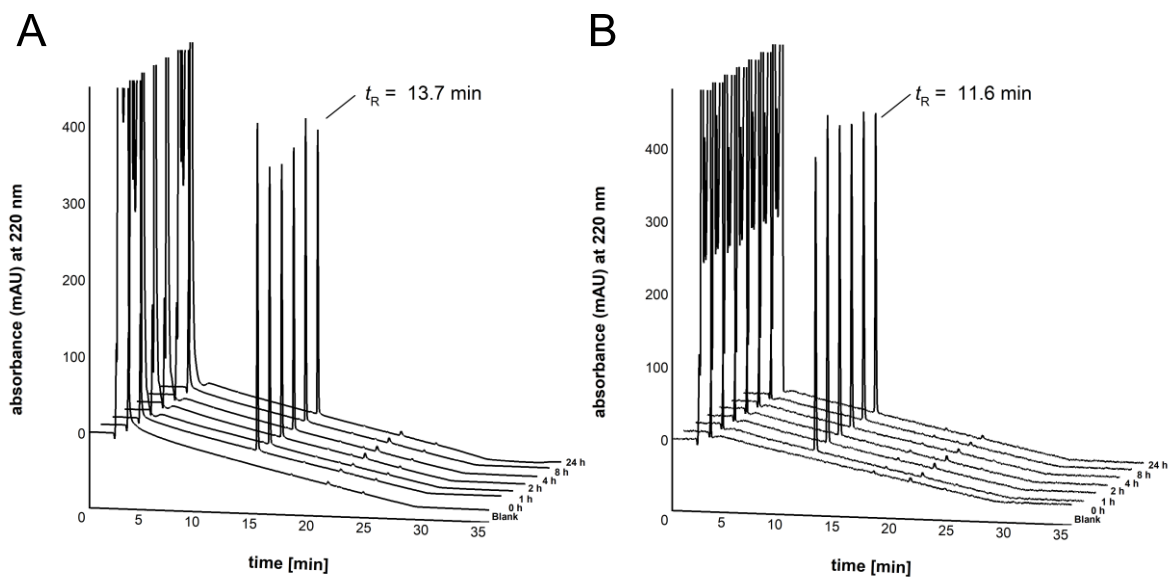 A
B
tR = 13.7 min
tR = 11.6 min
absorbance (mAU) at 220 nm
400
300
200
100
0
0
5
10
15
20
25
30
35
time [min]
24 h
8 h
4 h
2 h
1 h
0 h
Blank
absorbance (mAU) at 220 nm
400
300
200
100
0
0
5
10
15
20
25
30
35
time [min]
24 h
8 h
4 h
2 h
1 h
0 h
Blank